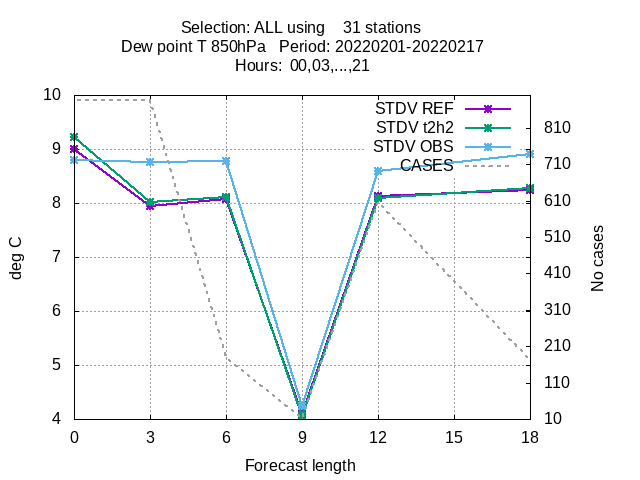 Selection: ALL using    31 stations
Dew point T 850hPa   Period: 20220201-20220217
Hours: 00,03,...,21
STDV REF
STDV t2h2
STDV OBS
CASES
10
9
8
7
6
5
4
deg C
810
710
610
510
410
310
210
110
10
No cases
0 3 6 9 12 15 18
Forecast length